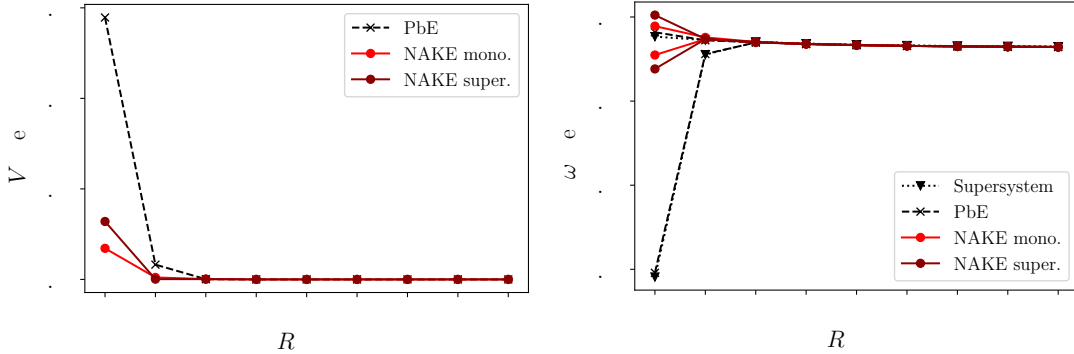 PbE
NAKE mono.
NAKE super.
V e
R
Supersystem
PbE
NAKE mono.
NAKE super.
ω e
R